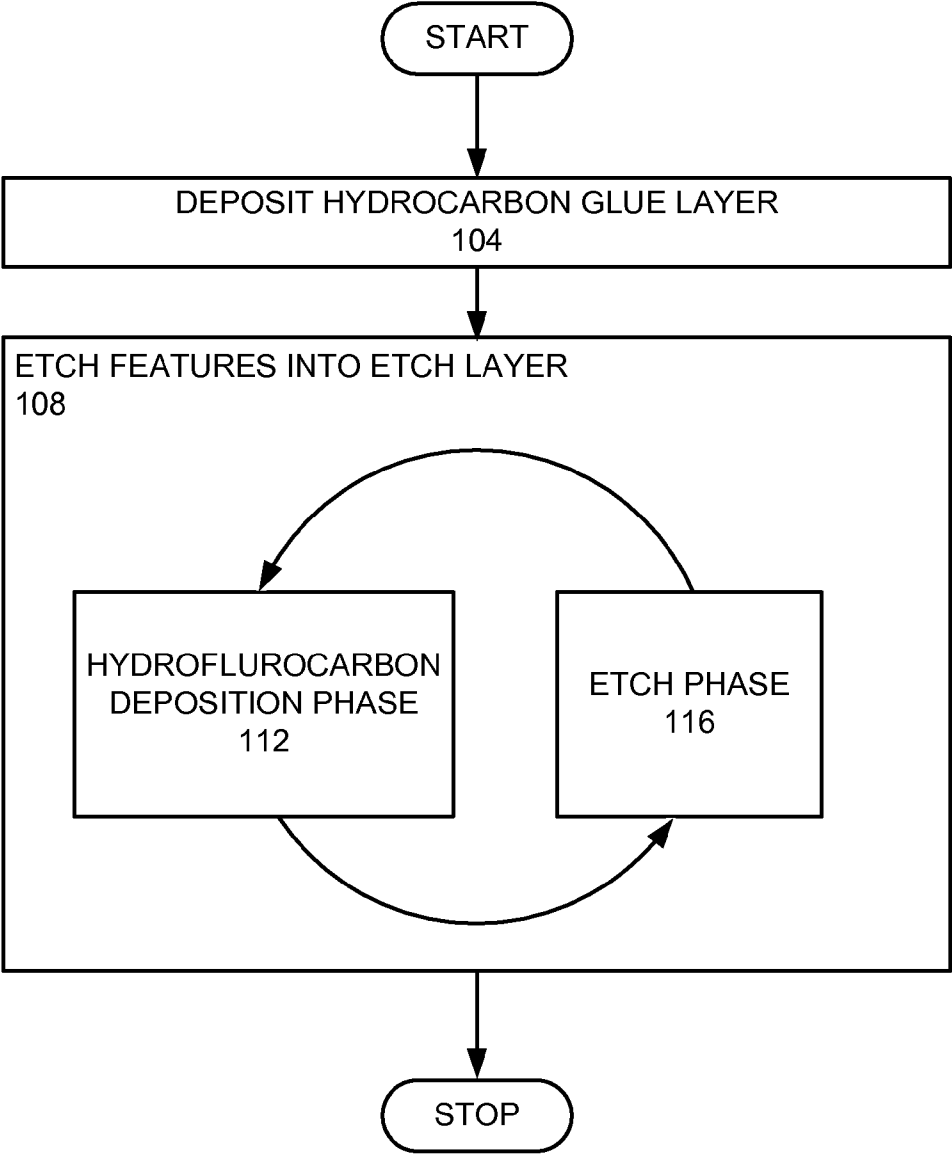 START
DEPOSIT HYDROCARBON GLUE LAYER
104
ETCH FEATURES INTO ETCH LAYER
108
HYDROFLUROCARBON
DEPOSITION PHASE
112
ETCH PHASE
116
STOP